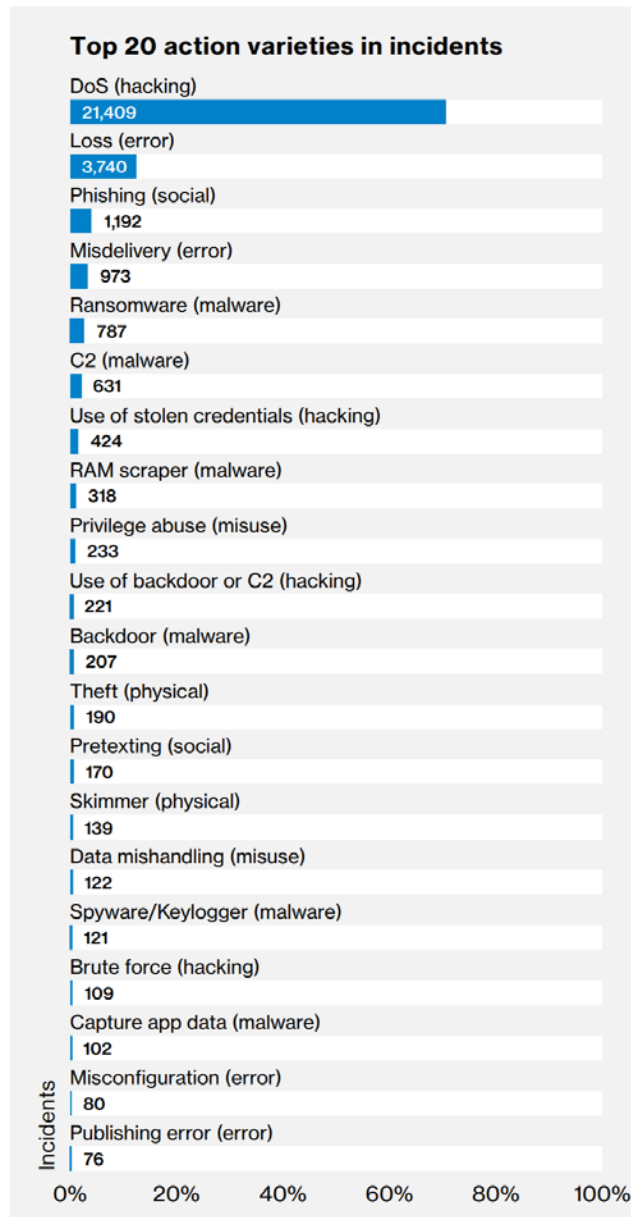 Top 20 action varieties in incidents
DoS (hacking)
21,409
Loss (error)
3,740
Phishing (social)
1,192
Misdelivery (error)
973
Ransomware (malware)
787
C2 (malware)
631
Use of stolen credentials (hacking)
424
RAM scraper (malware)
318
Privilege abuse (misuse)
233
Use of backdoor or C2 (hacking)
221
Backdoor (malware)
207
Theft (physical)
190
Pretexting (social)
170
Skimmer (physical)
139
Data mishandling (misuse)
122
Spyware/Keylogger (malware)
121
Brute force (hacking)
109
Capture app data (malware)
102
Misconfiguration (error)
80
Publishing error (error)
76
Incidents
0% 20% 40% 60% 80% 100%